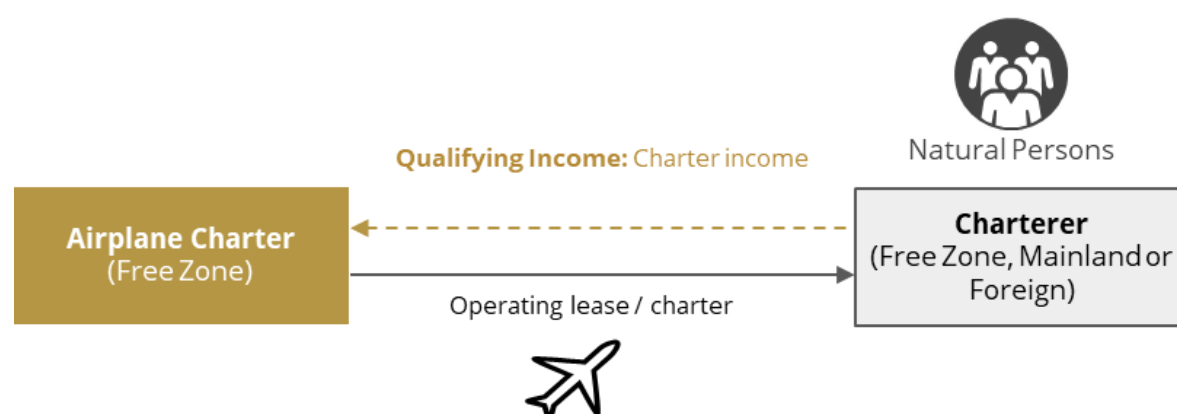 Natural Persons
Qualifying Income: Charter income
Airplane Charter
(Free Zone)
Charterer
(Free Zone, Mainland or
Foreign)
Operating lease / charter